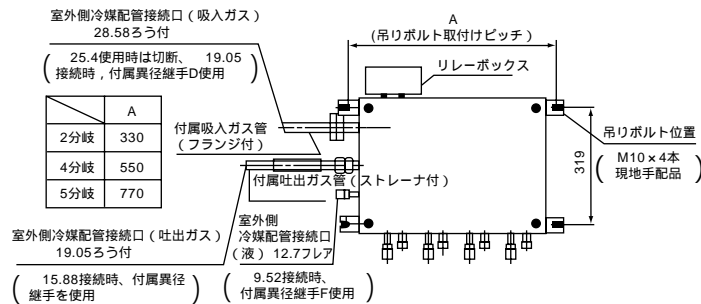 室外側冷媒配管接続口（吸入ガス）
28.58ろう付
25.4使用時は切断、 19.05
接続時，付属異径継手D使用
A
（吊りボルト取付けピッチ）
リレーボックス
A
2分岐 330
4分岐 550
5分岐 770
付属吸入ガス管
（フランジ付）
吊りボルト位置
M10×4本
現地手配品
319
付属吐出ガス管（ストレーナ付）
室外側冷媒配管接続口（吐出ガス）
19.05ろう付
15.88接続時、付属異径
継手を使用
室外側
冷媒配管接続口
（液） 12.7フレア
9.52接続時、
付属異径継手F使用